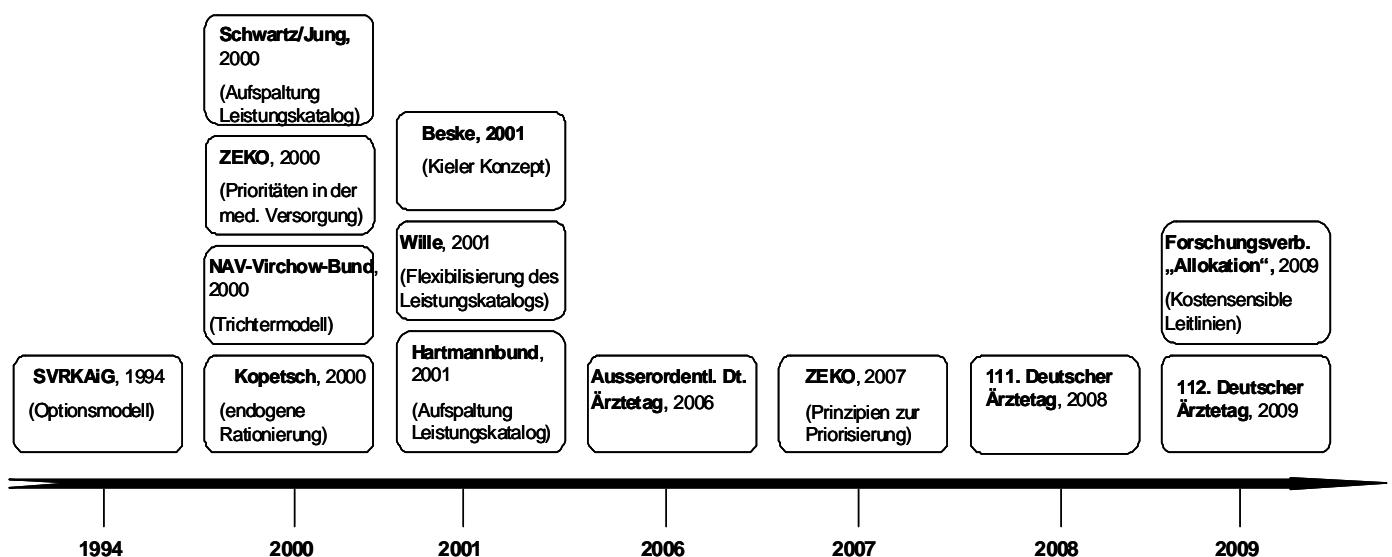 Schwartz/Jung,
2000
(Aufspaltung
Leistungskatalog)
ZEKO, 2000
(Prioritäten in der
med. Versorgung)
NAV-Virchow-Bund,
2000
(Trichtermodell)
Kopetsch, 2000
(endogene
Rationierung)
Beske, 2001
(Kieler Konzept)
Wille, 2001
(Flexibilisierung des
Leistungskatalogs)
Hartmannbund,
2001
(Aufspaltung
Leistungskatalog)
SVRKAiG, 1994
(Optionsmodell)
Ausserordentl. Dt.
Ärztetag, 2006
ZEKO, 2007
(Prinzipien zur
Priorisierung)
111. Deutscher
Ärztetag, 2008
Forschungsverb.
„Allokation“, 2009
(Kostensensible
Leitlinien)
112. Deutscher
Ärztetag, 2009
1994
2000
2001
2006
2007
2008
2009